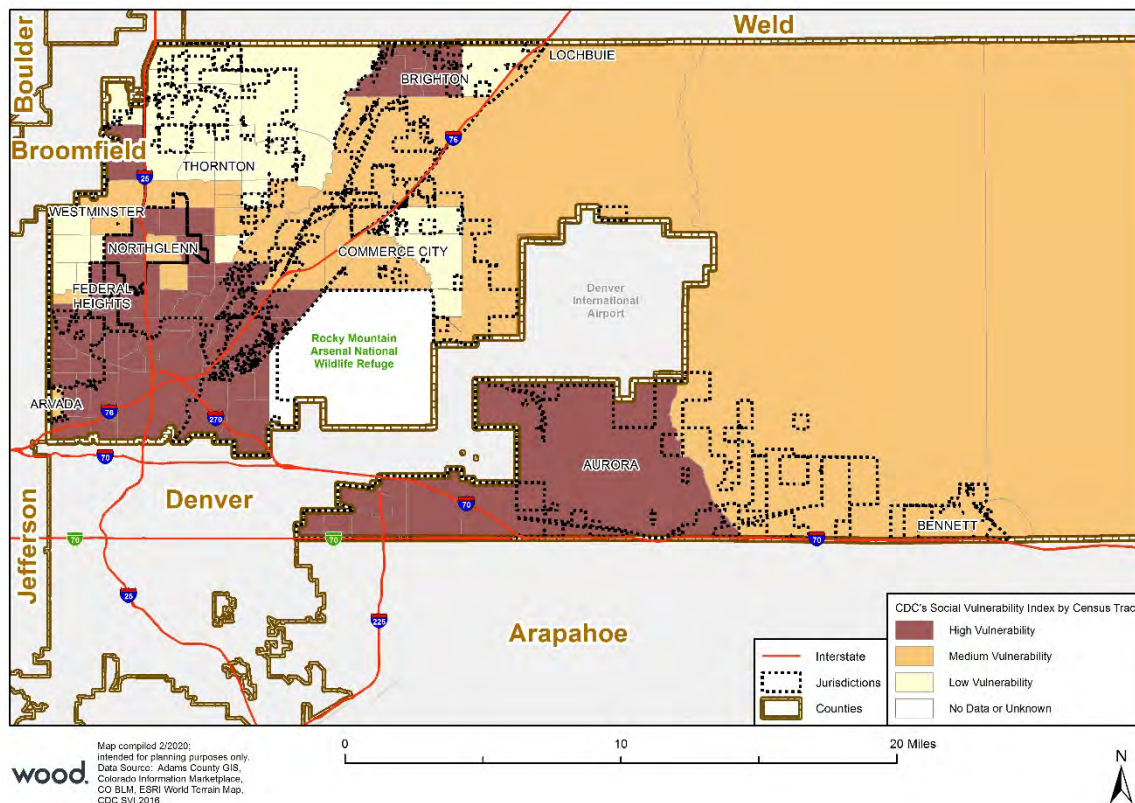 Weld
Boulder
LOCHBUIE
BRIGHTON
76
Broomfield
THORNTON
25
WESTMINSTER
NORTHGLENN
COMMERCE CITY
FEDERAL
HEIGHTS
Denver
International
Airport
Rocky Mountain
Arsenal National
Wildlife Refuge
ARVADA
76
270
70
AURORA
Denver
70
BENNETT
Jefferson
70
70
70
25
225
Arapahoe
CDC's Social Vulnerability Index by Census Trac
High Vulnerability
Medium Vulnerability
Low Vulnerability
No Data or Unknown
Interstate
Jurisdictions
Counties
wood.
Map compiled 2/2020;
intended for planning purposes only.
Data Source: Adams County GIS,
Colorado Information Marketplace,
CO BLM, ESRI World Terrain Map,
CDC SVI 2016
0
10
20 Miles
N